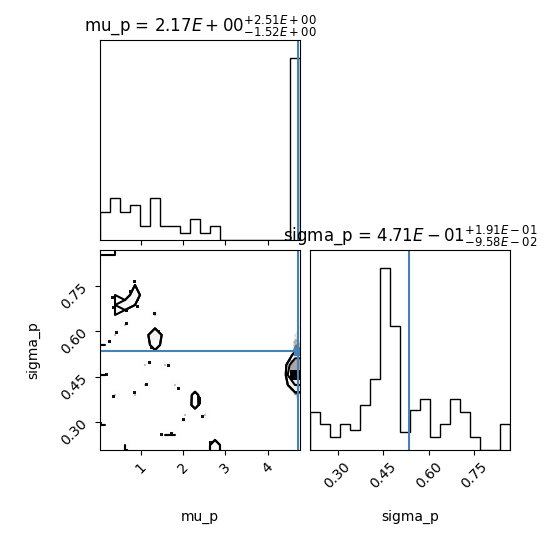 mu_p = 2.17E+00 +2.51E+00 −1.52E+00
sigma_p = 4.71E−01 +1.91E−01 −9.58E−02
sigma_p
0.75
0.60
0.45
0.30
1 2 3 4
mu_p
0.30 0.45 0.60 0.75
sigma_p